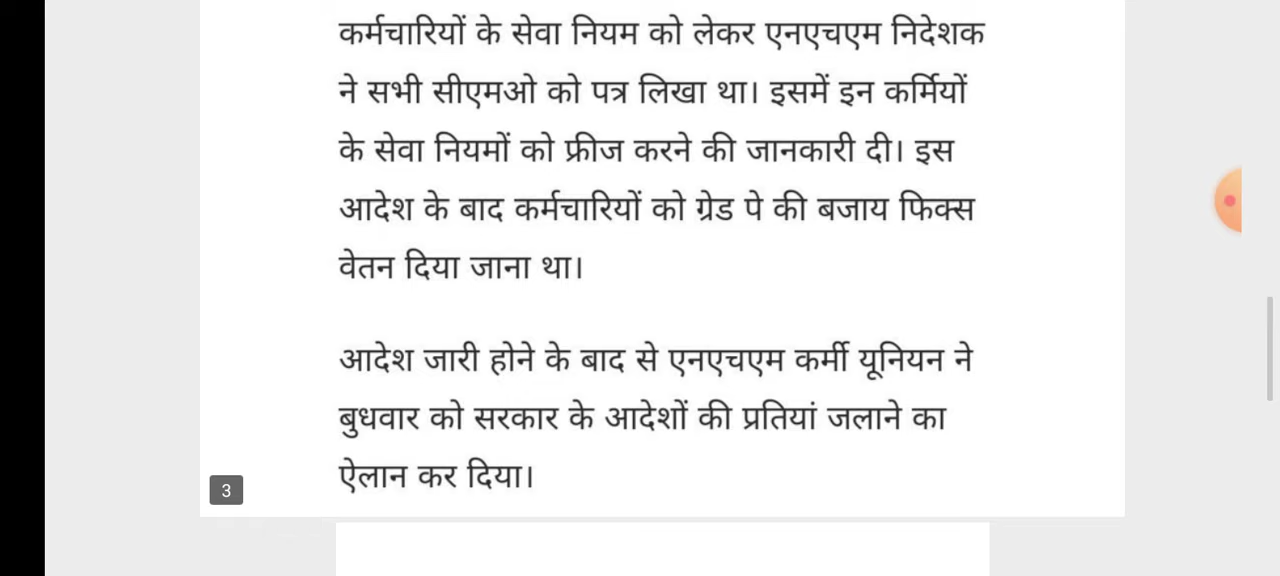 कर्मचारियों के सेवा नियम को लेकर एनएचएम निदेशक
ने सभी सीएमओ को पत्र लिखा था। इसमें इन कर्मियों
के सेवा नियमों को फ्रीज करने की जानकारी दी। इस
आदेश के बाद कर्मचारियों को ग्रेड पे की बजाय फिक्स
वेतन दिया जाना था।
आदेश जारी होने के बाद से एनएचएम कर्मी यूनियन ने
बुधवार को सरकार के आदेशों की प्रतियां जलाने का
ऐलान कर दिया।
3